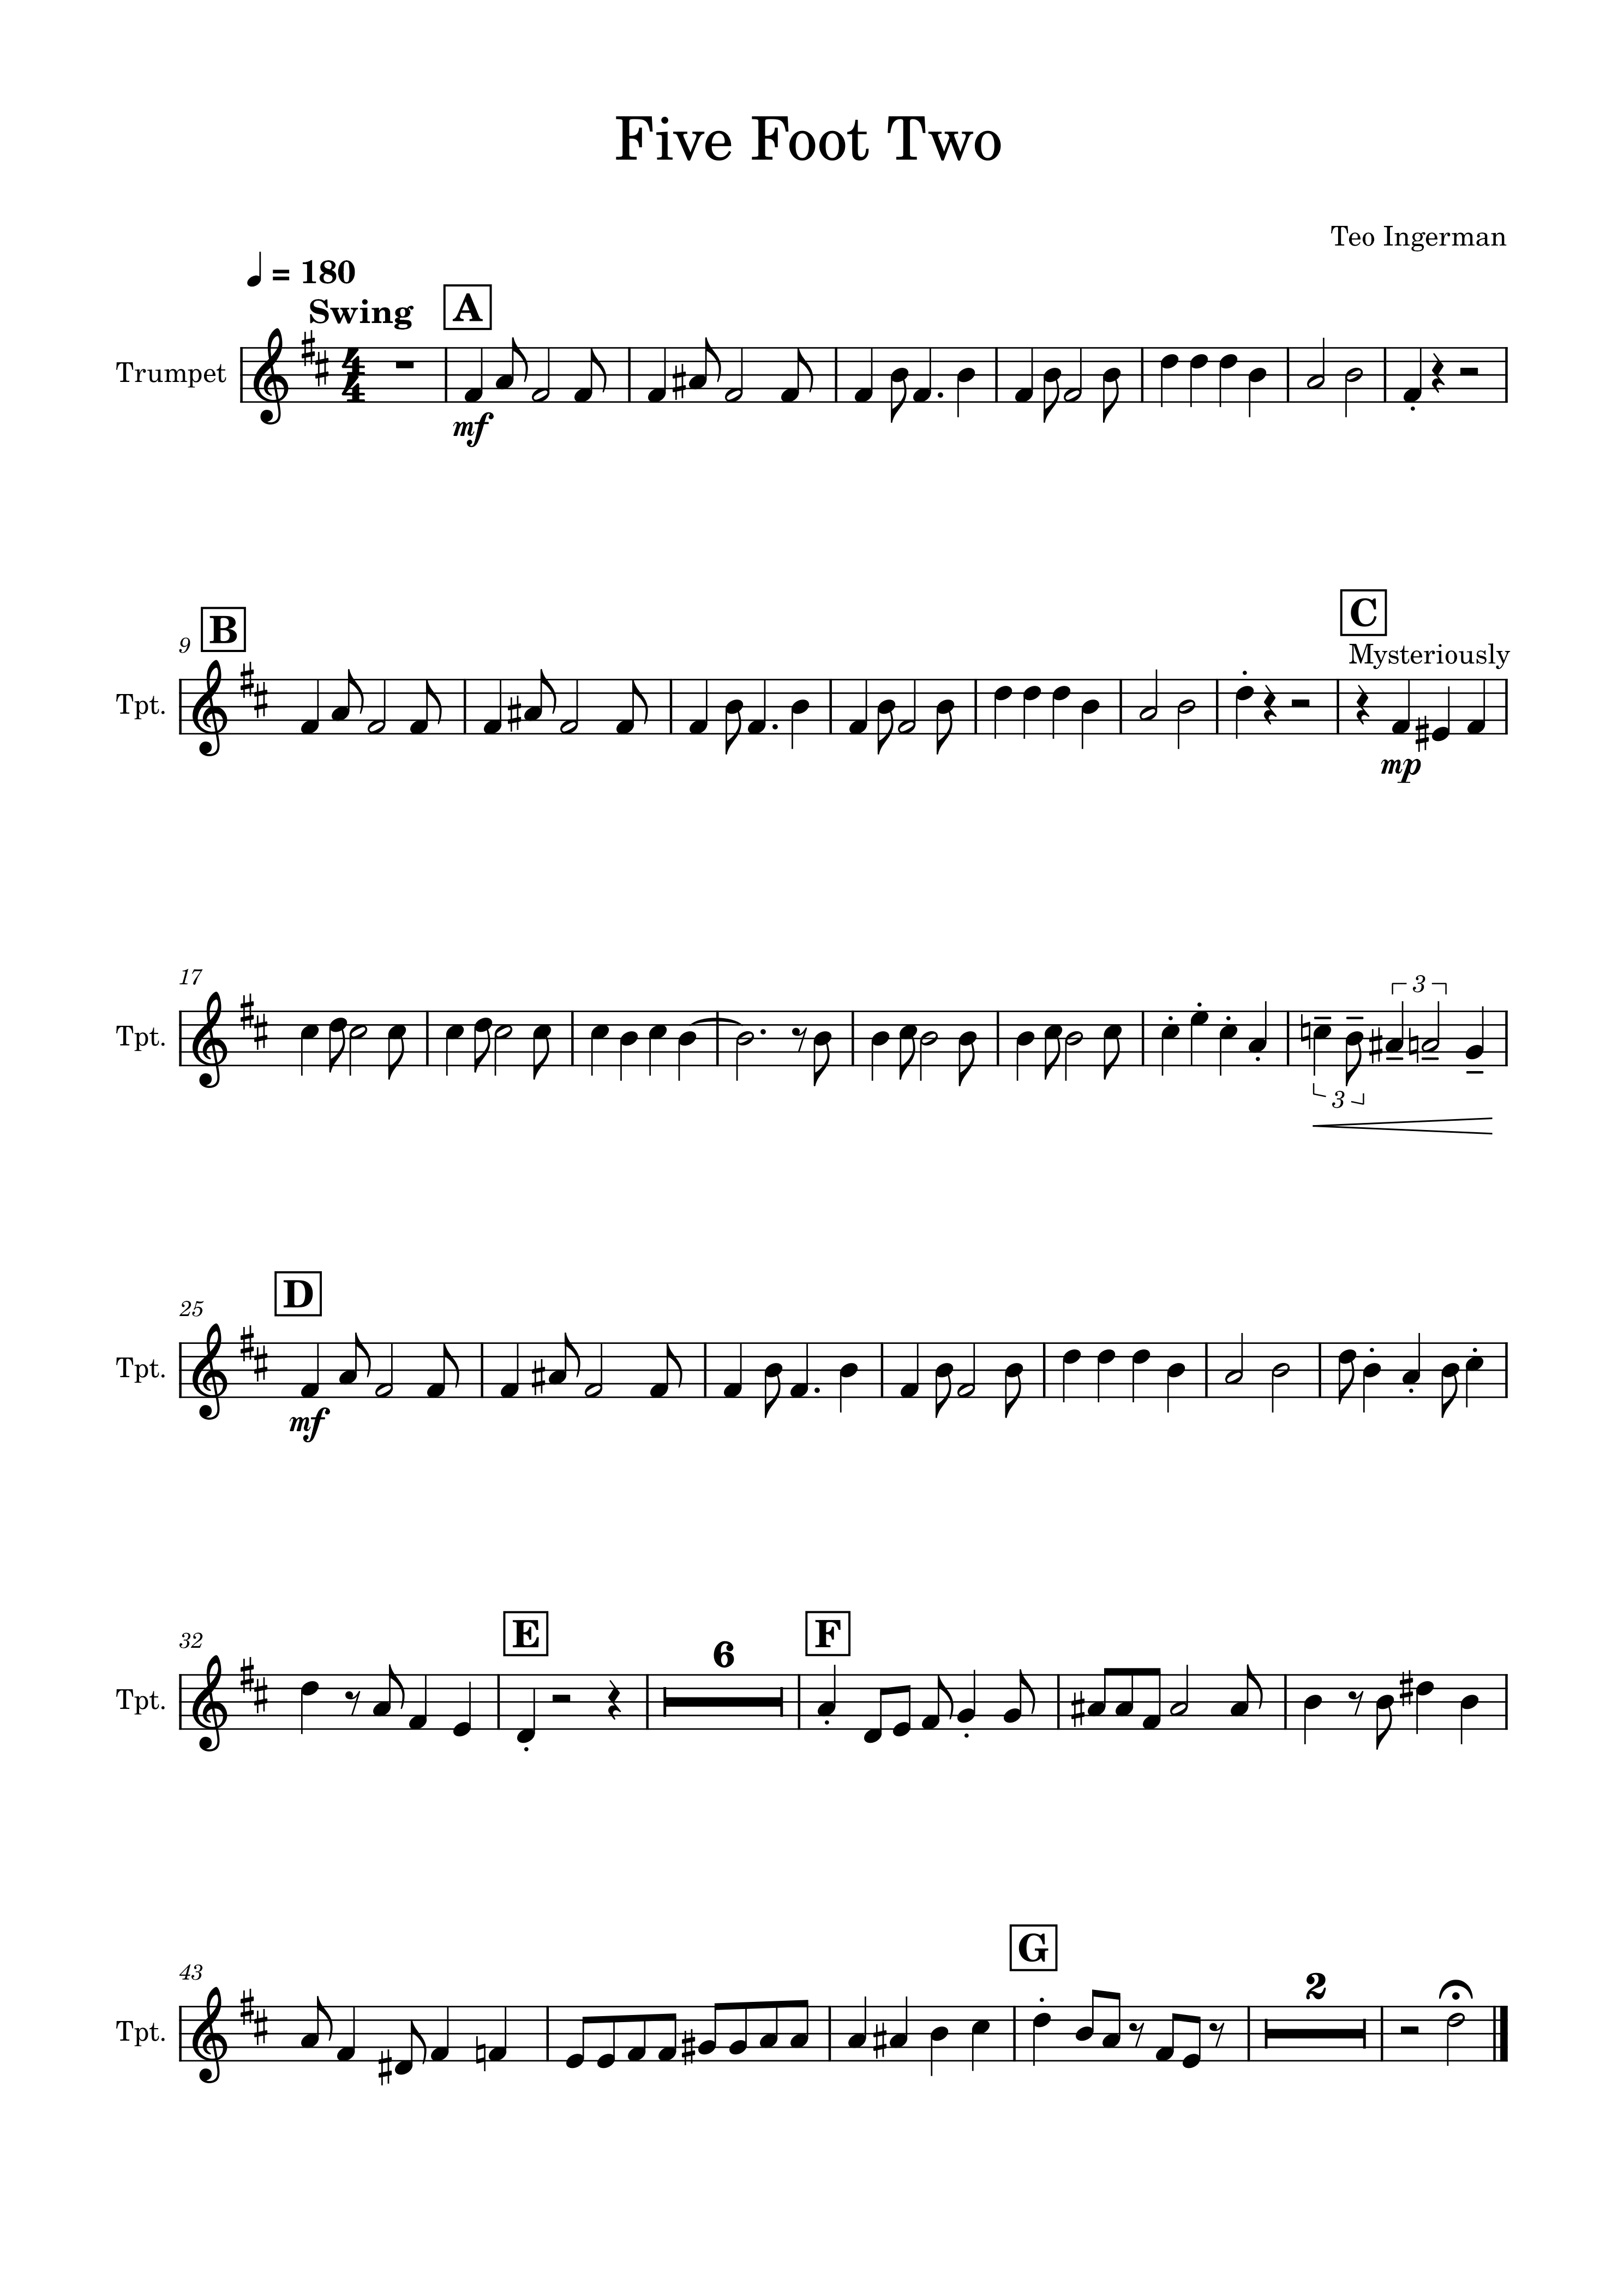 Five Foot Two
Teo Ingerman
= 180
Swing
A
Trumpet
4
4
mf
9
B
C
Mysteriously
Tpt.
mp
17
3
Tpt.
3
25
D
Tpt.
mf
32
E
6
F
Tpt.
43
G
2
Tpt.